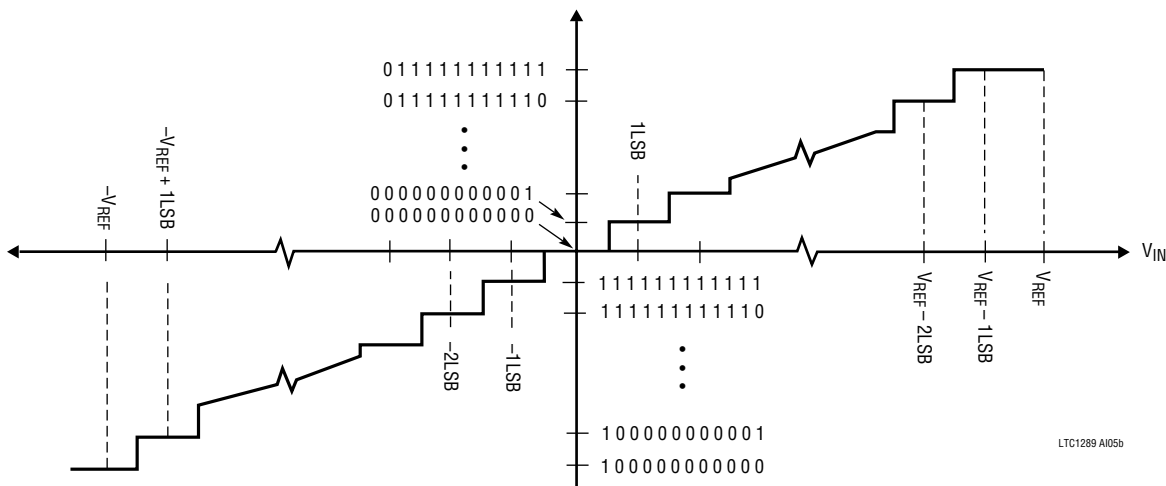 011111111111
011111111110
000000000001
000000000000
–VREF
–VREF + 1LSB
1LSB
VIN
–2LSB
–1LSB
VREF – 2LSB
VREF – 1LSB
VREF
111111111111
111111111110
100000000001
100000000000
LTC1289 AI05b